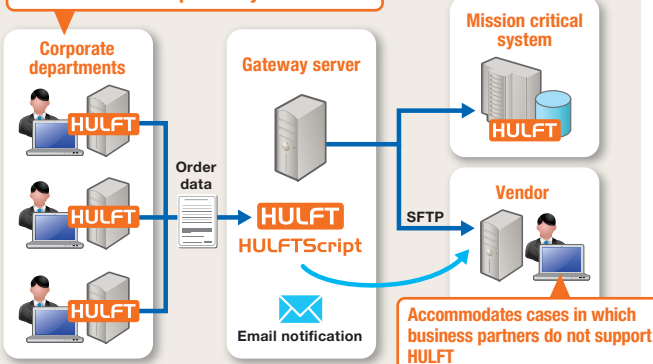 Corporate
departments
HULFT
HULFT
HULFT
Order
data
Gateway server
HULFT
HULFTScript
Email notification
SFTP
Mission critical
system
HULFT
Vendor
Accommodates cases in which
business partners do not support
HULFT